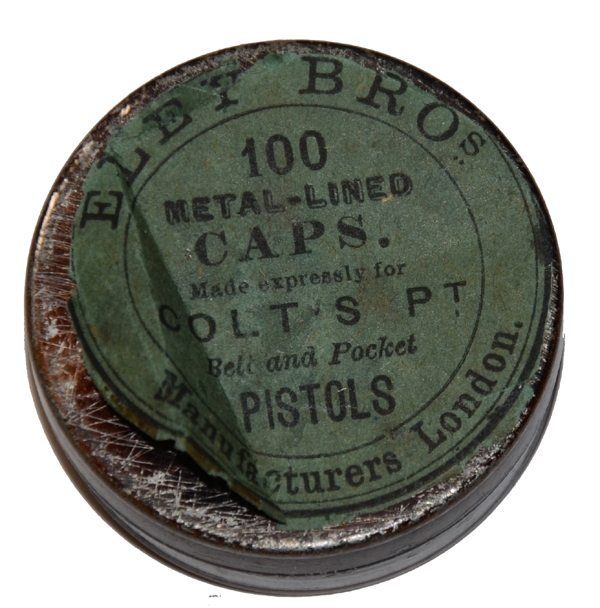 ELEY BROS.
100
METAL-LINED
CAPS.
Made expressly for
COLT'S PT
Belt and Pocket
PISTOLS
Manufacturers London.